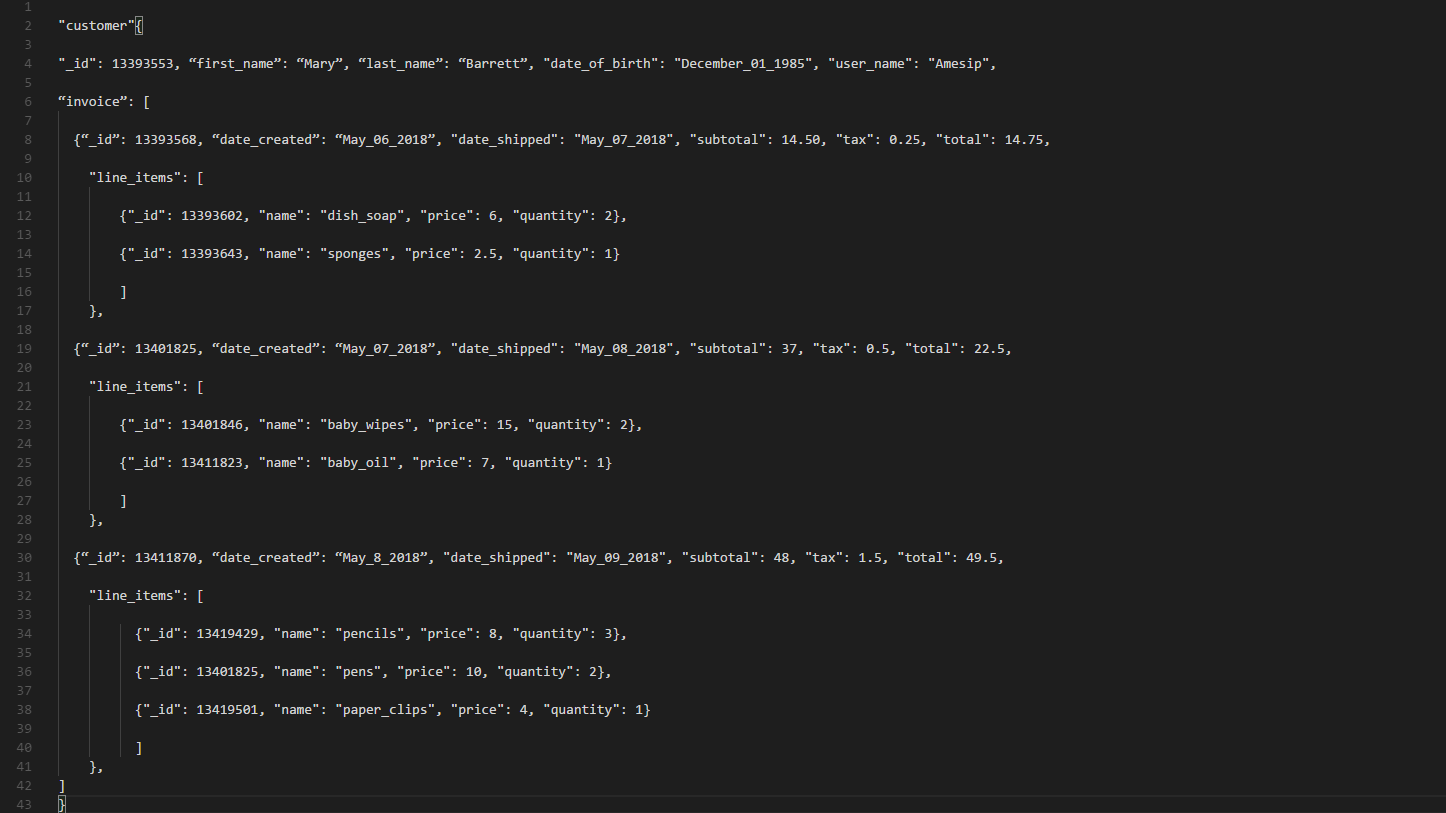 1
2 "customer"{
3
4 "_id": 13393553, “first_name”: “Mary”, “last_name”: “Barrett”, "date_of_birth": "December_01_1985", "user_name": "Amesip",
5
6 “invoice”: [
7
8 {“_id”: 13393568, “date_created”: “May_06_2018”, "date_shipped": "May_07_2018", "subtotal": 14.50, "tax": 0.25, "total": 14.75,
9
10 "line_items": [
11
12 {"_id": 13393602, "name": "dish_soap", "price": 6, "quantity": 2},
13
14 {"_id": 13393643, "name": "sponges", "price": 2.5, "quantity": 1}
15
16 ]
17 },
18
19 {“_id”: 13401825, “date_created”: “May_07_2018”, "date_shipped": "May_08_2018", "subtotal": 37, "tax": 0.5, "total": 22.5,
20
21 "line_items": [
22
23 {"_id": 13401846, "name": "baby_wipes", "price": 15, "quantity": 2},
24
25 {"_id": 13411823, "name": "baby_oil", "price": 7, "quantity": 1}
26
27 ]
28 },
29
30 {“_id”: 13411870, “date_created”: “May_8_2018”, "date_shipped": "May_09_2018", "subtotal": 48, "tax": 1.5, "total": 49.5,
31
32 "line_items": [
33
34 {"_id": 13419429, "name": "pencils", "price": 8, "quantity": 3},
35
36 {"_id": 13401825, "name": "pens", "price": 10, "quantity": 2},
37
38 {"_id": 13419501, "name": "paper_clips", "price": 4, "quantity": 1}
39
40 ]
41 },
42 ]
43 }